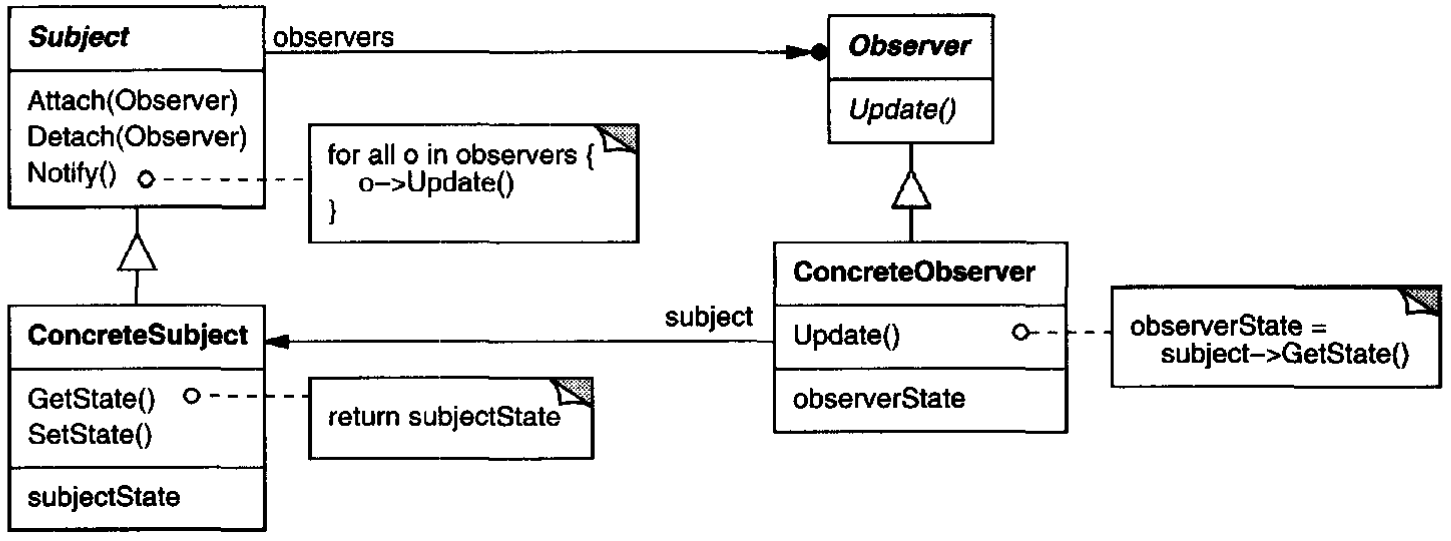 Subject
Attach(Observer)
Detach(Observer)
Notify()
observers
Observer
Update()
for all o in observers {
o–>Update()
}
ConcreteSubject
GetState()
SetState()
subjectState
return subjectState
subject
ConcreteObserver
Update()
observerState
observerState =
subject–>GetState()